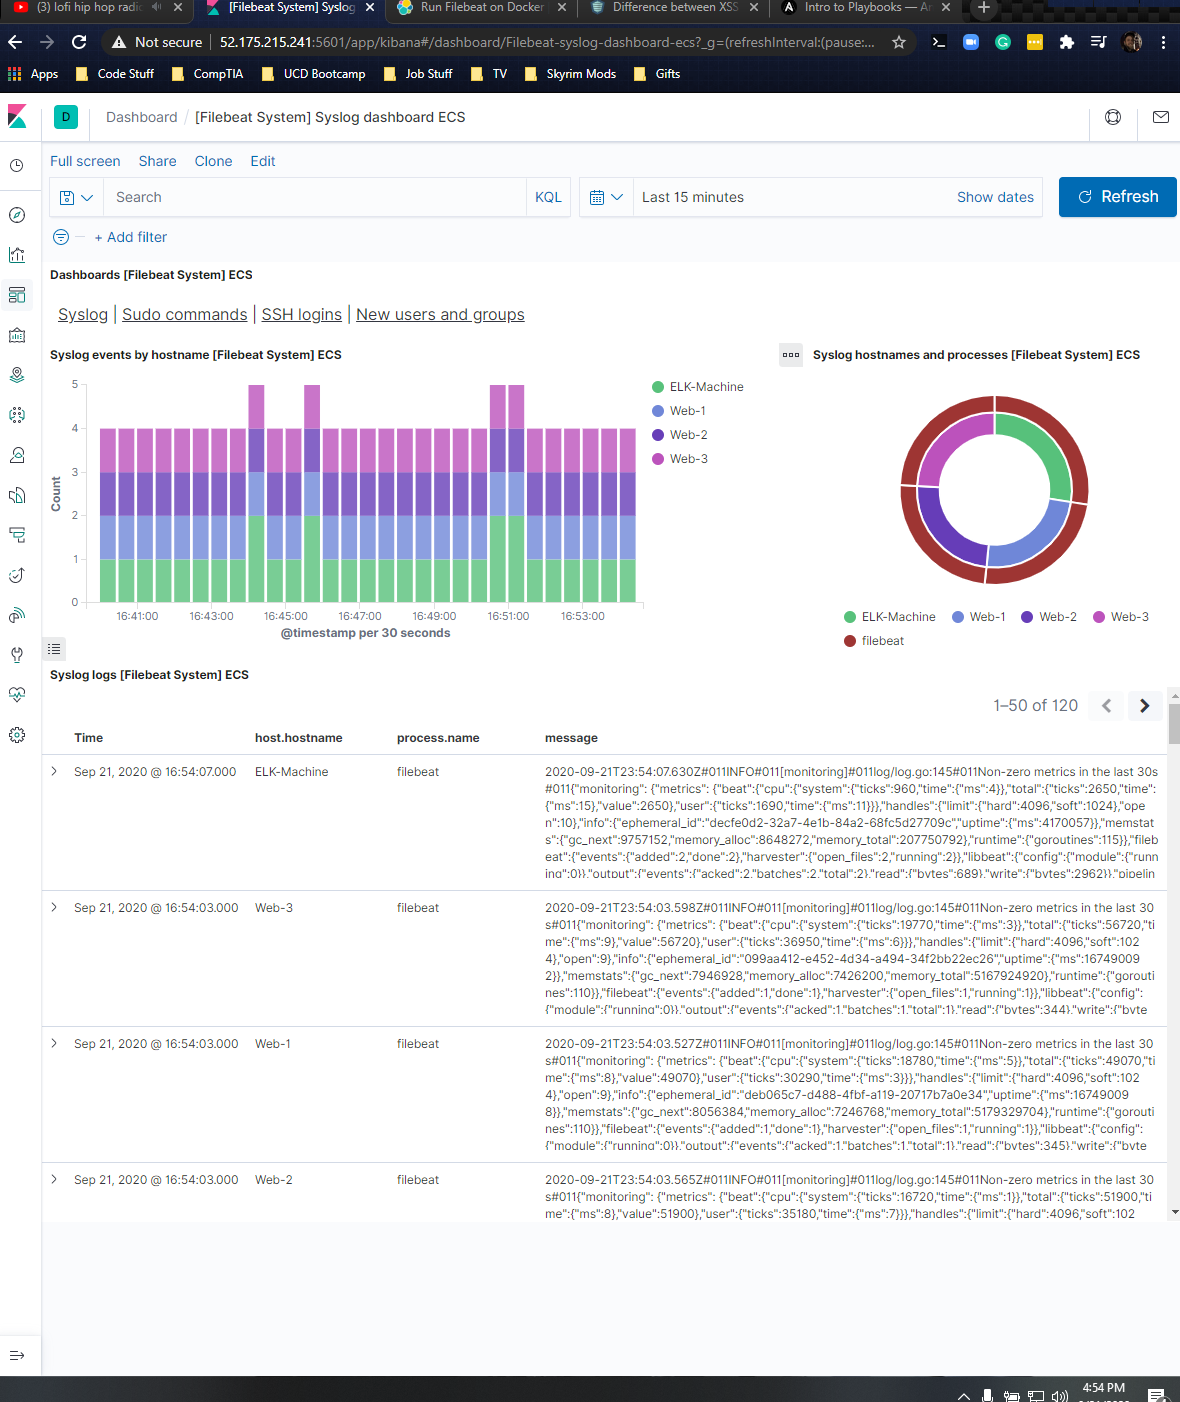 (lofi hip hop radio
[Filebeat System] Syslog
Run Filebeat on Docker
Difference between XSS
Intro to Playbooks — An
Not secure | 52.175.215.241:5601/app/kibana#/dashboard/Filebeat-syslog-dashboard-ecs?_g=(refreshInterval:(pause:...
Apps Code Stuff CompTIA UCD Bootcamp Job Stuff TV Skyrim Mods Gifts
D Dashboard / [Filebeat System] Syslog dashboard ECS
Full screen Share Clone Edit
Search KQL Last 15 minutes Show dates Refresh
+ Add filter
Dashboards [Filebeat System] ECS
Syslog | Sudo commands | SSH logins | New users and groups
Syslog events by hostname [Filebeat System] ECS
5
4
3
2
1
0
Count
16:41:00 16:43:00 16:45:00 16:47:00 16:49:00 16:51:00 16:53:00
@timestamp per 30 seconds
ELK-Machine
Web-1
Web-2
Web-3
Syslog hostnames and processes [Filebeat System] ECS
ELK-Machine Web-1 Web-2 Web-3
filebeat
Syslog logs [Filebeat System] ECS
1–50 of 120
Time host.hostname process.name message
Sep 21, 2020 @ 16:54:07.000 ELK-Machine filebeat 2020-09-21T23:54:07.630Z#011INFO#011[monitoring]#011log/log.go:145#011Non-zero metrics in the last 30s
#011{"monitoring": {"metrics": {"beat":{"cpu":{"system":{"ticks":960,"time":{"ms":4}},"total":{"ticks":2650,"time":
{"ms":15},"value":2650},"user":{"ticks":1690,"time":{"ms":11}}},"handles":{"limit":{"hard":4096,"soft":1024},"ope
n":10},"info":{"ephemeral_id":"decfe0d2-32a7-4e1b-84a2-68fc5d27709c","uptime":{"ms":4170057}},"memstat
s":{"gc_next":9757152,"memory_alloc":8648272,"memory_total":207750792},"runtime":{"goroutines":115}},"fileb
eat":{"events":{"added":2,"done":2},"harvester":{"open_files":2,"running":2}},"libbeat":{"config":{"module":{"runn
ing":0}},"output":{"events":{"acked":2,"batches":2,"total":2},"read":{"bytes":689},"write":{"bytes":2962}},"pipelin
Sep 21, 2020 @ 16:54:03.000 Web-3 filebeat 2020-09-21T23:54:03.598Z#011INFO#011[monitoring]#011log/log.go:145#011Non-zero metrics in the last 30
s#011{"monitoring": {"metrics": {"beat":{"cpu":{"system":{"ticks":19770,"time":{"ms":3}},"total":{"ticks":56720,"ti
me":{"ms":9},"value":56720},"user":{"ticks":36950,"time":{"ms":6}}},"handles":{"limit":{"hard":4096,"soft":102
4},"open":9},"info":{"ephemeral_id":"099aa412-e452-4d34-a494-34f2bb22ec26","uptime":{"ms":16749009
2}},"memstats":{"gc_next":7946928,"memory_alloc":7426200,"memory_total":5167924920},"runtime":{"gorouti
nes":110}},"filebeat":{"events":{"added":1,"done":1},"harvester":{"open_files":1,"running":1}},"libbeat":{"config":
{"module":{"running":0}},"output":{"events":{"acked":1,"batches":1,"total":1},"read":{"bytes":344},"write":{"byte
Sep 21, 2020 @ 16:54:03.000 Web-1 filebeat 2020-09-21T23:54:03.527Z#011INFO#011[monitoring]#011log/log.go:145#011Non-zero metrics in the last 30
s#011{"monitoring": {"metrics": {"beat":{"cpu":{"system":{"ticks":18780,"time":{"ms":5}},"total":{"ticks":49070,"ti
me":{"ms":8},"value":49070},"user":{"ticks":30290,"time":{"ms":3}}},"handles":{"limit":{"hard":4096,"soft":102
4},"open":9},"info":{"ephemeral_id":"deb065c7-d488-4fbf-a119-20717b7a0e34","uptime":{"ms":16749009
8}},"memstats":{"gc_next":8056384,"memory_alloc":7246768,"memory_total":5179329704},"runtime":{"gorouti
nes":110}},"filebeat":{"events":{"added":1,"done":1},"harvester":{"open_files":1,"running":1}},"libbeat":{"config":
{"module":{"running":0}},"output":{"events":{"acked":1,"batches":1,"total":1},"read":{"bytes":345},"write":{"byte
Sep 21, 2020 @ 16:54:03.000 Web-2 filebeat 2020-09-21T23:54:03.565Z#011INFO#011[monitoring]#011log/log.go:145#011Non-zero metrics in the last 30
s#011{"monitoring": {"metrics": {"beat":{"cpu":{"system":{"ticks":16720,"time":{"ms":1}},"total":{"ticks":51900,"ti
me":{"ms":8},"value":51900},"user":{"ticks":35180,"time":{"ms":7}}},"handles":{"limit":{"hard":4096,"soft":102
4:54 PM